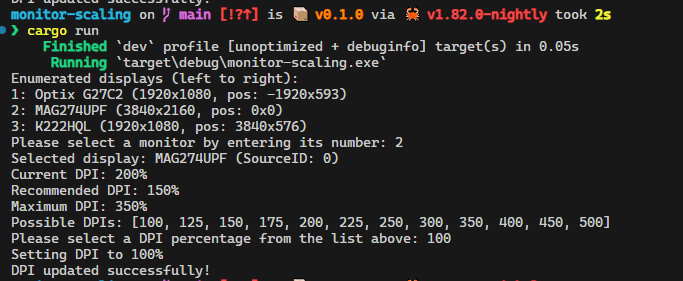 DPI updated successfully!
monitor-scaling on main [!?↑] is 📦 v0.1.0 via 🦀 v1.82.0-nightly took 2s
❯ cargo run
Finished `dev` profile [unoptimized + debuginfo] target(s) in 0.05s
Running `target\debug\monitor-scaling.exe`
Enumerated displays (left to right):
1: Optix G27C2 (1920x1080, pos: -1920x593)
2: MAG274UPF (3840x2160, pos: 0x0)
3: K222HQL (1920x1080, pos: 3840x576)
Please select a monitor by entering its number: 2
Selected display: MAG274UPF (SourceID: 0)
Current DPI: 200%
Recommended DPI: 150%
Maximum DPI: 350%
Possible DPIs: [100, 125, 150, 175, 200, 225, 250, 300, 350, 400, 450, 500]
Please select a DPI percentage from the list above: 100
Setting DPI to 100%
DPI updated successfully!